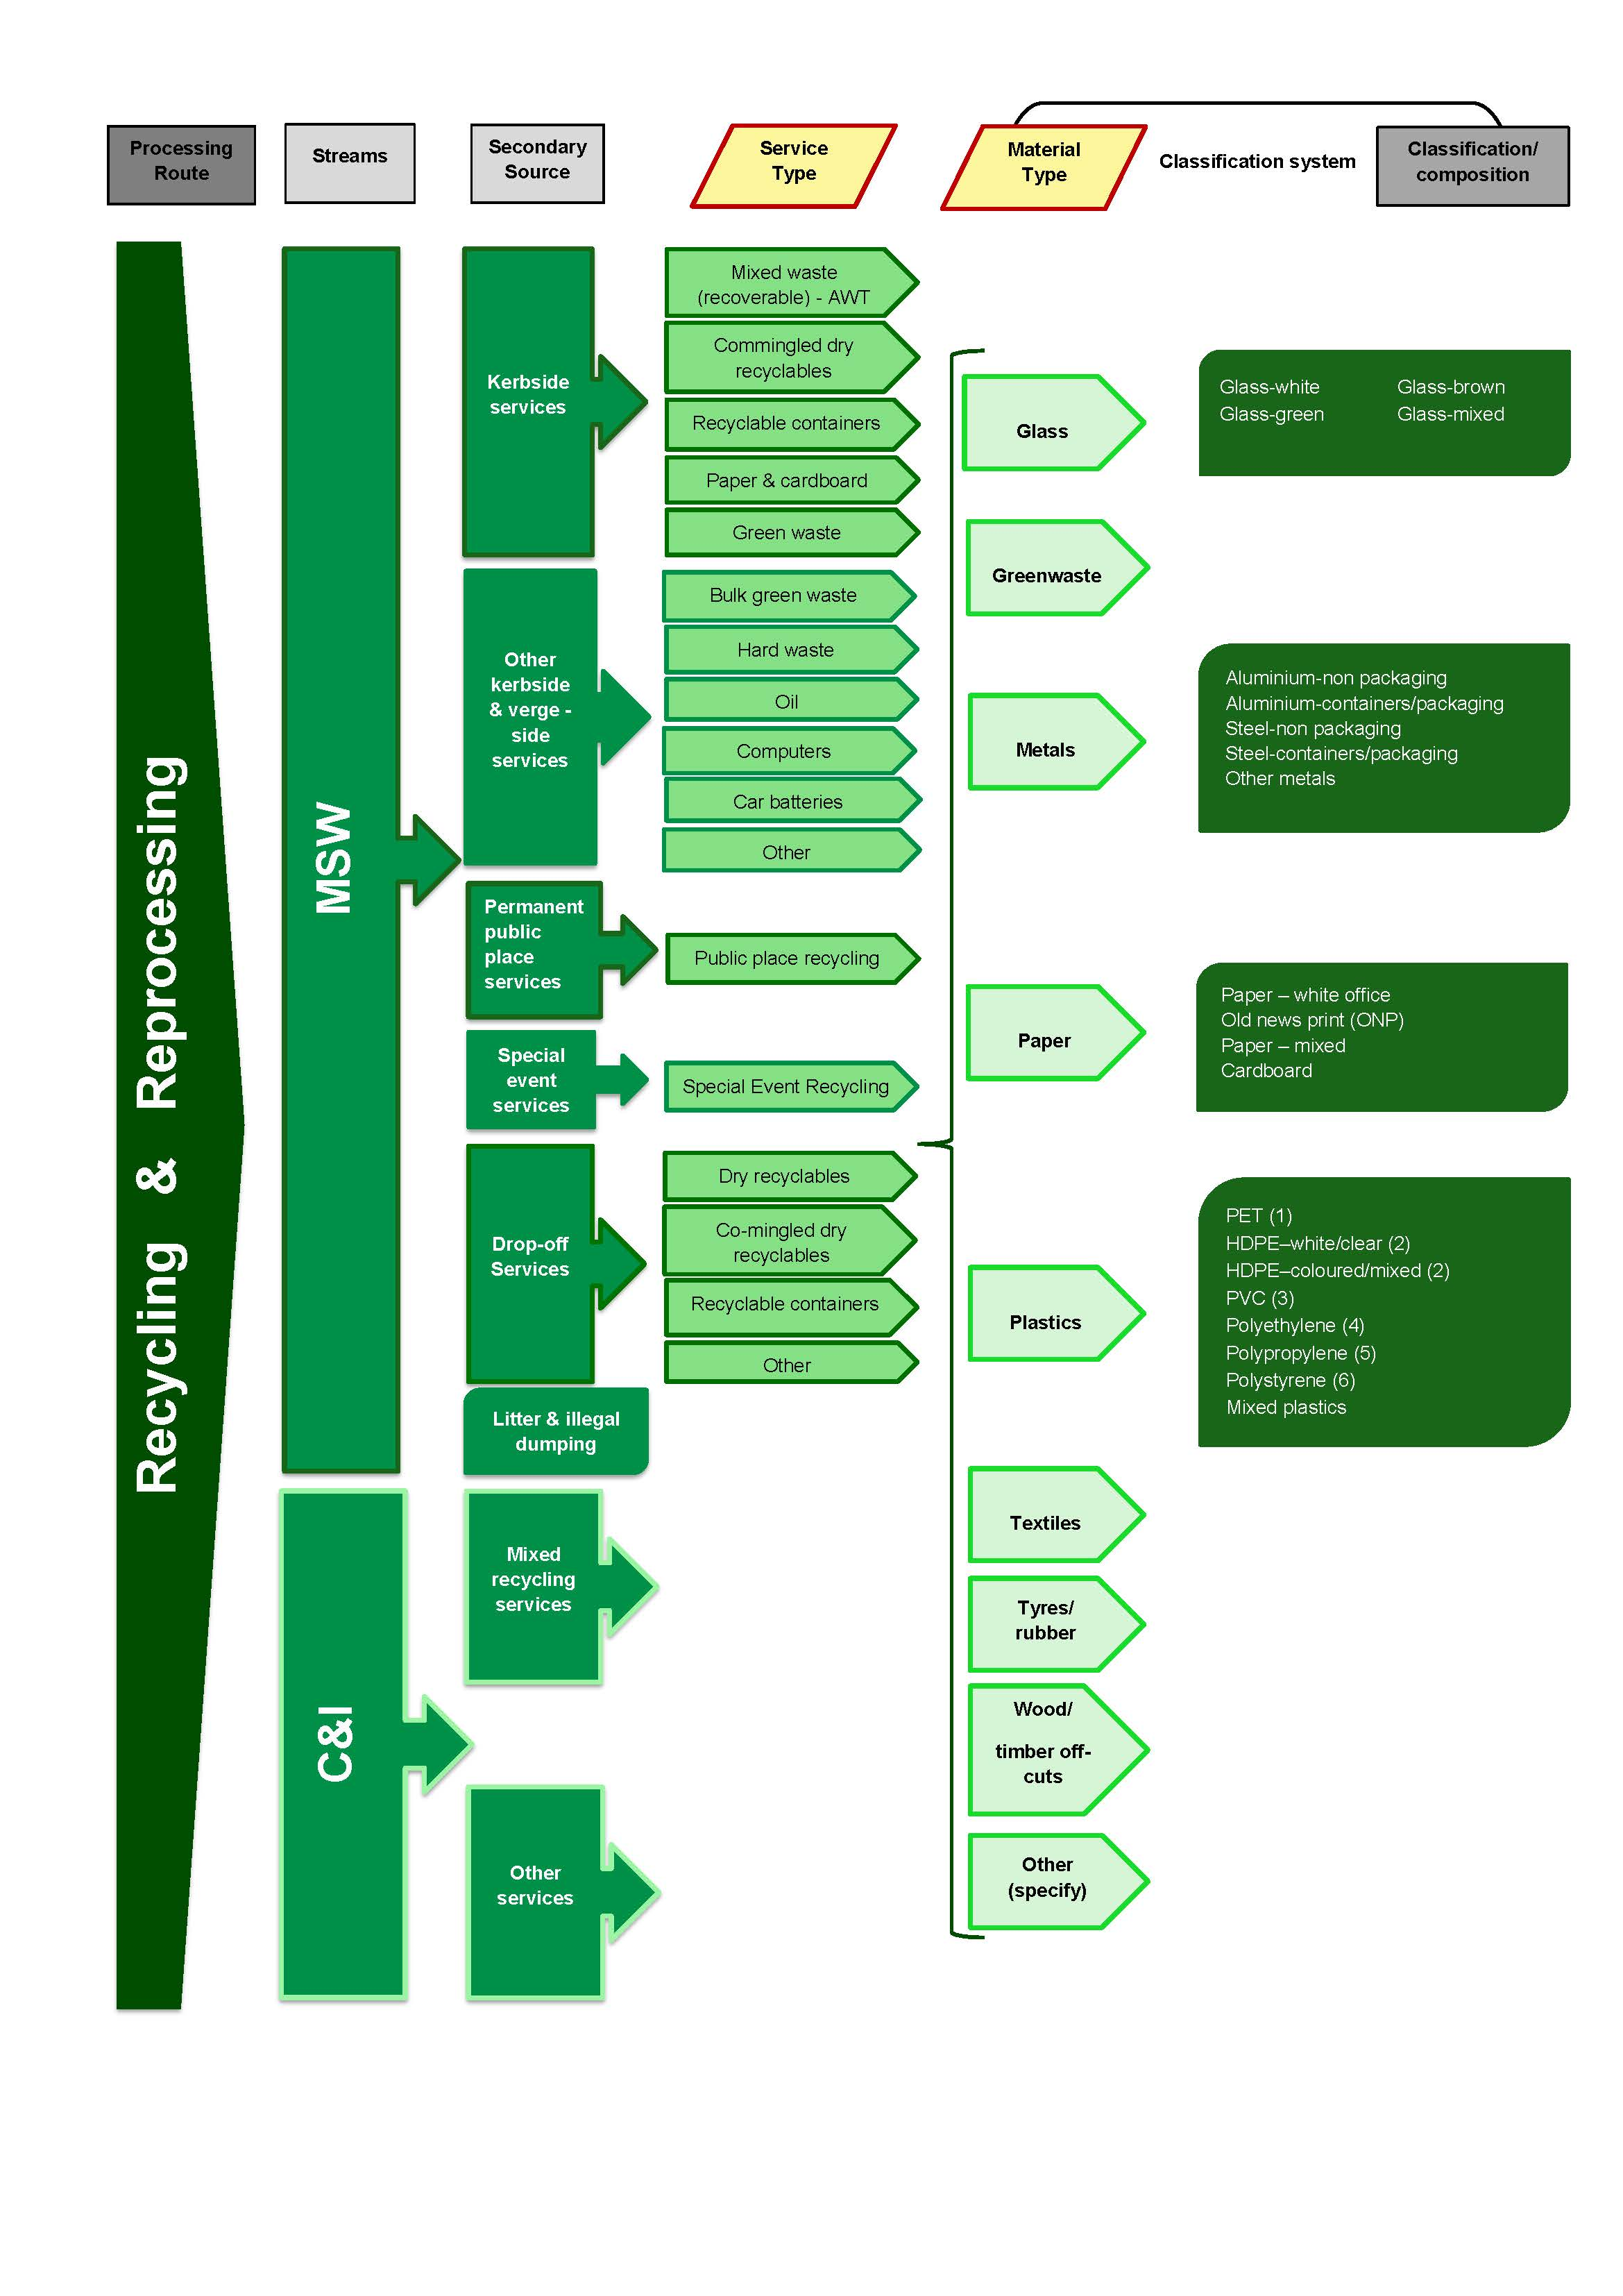 Processing
Route
Streams
Secondary
Source
Service
Type
Material
Type
Classification system
Classification/
composition
Recycling & Reprocessing
MSW
Kerbside
services
Mixed waste
(recoverable) - AWT
Commingled dry
recyclables
Recyclable containers
Paper & cardboard
Green waste
Other
kerbside
& verge -
side
services
Bulk green waste
Hard waste
Oil
Computers
Car batteries
Other
Permanent
public
place
services
Public place recycling
Special
event
services
Special Event Recycling
Drop-off
Services
Dry recyclables
Co-mingled dry
recyclables
Recyclable containers
Other
Litter & illegal
dumping
C&I
Mixed
recycling
services
Other
services
Glass
Glass-white Glass-brown
Glass-green Glass-mixed
Greenwaste
Metals
Aluminium-non packaging
Aluminium-containers/packaging
Steel-non packaging
Steel-containers/packaging
Other metals
Paper
Paper – white office
Old news print (ONP)
Paper – mixed
Cardboard
Plastics
PET (1)
HDPE–white/clear (2)
HDPE–coloured/mixed (2)
PVC (3)
Polyethylene (4)
Polypropylene (5)
Polystyrene (6)
Mixed plastics
Textiles
Tyres/
rubber
Wood/
timber off-
cuts
Other
(specify)